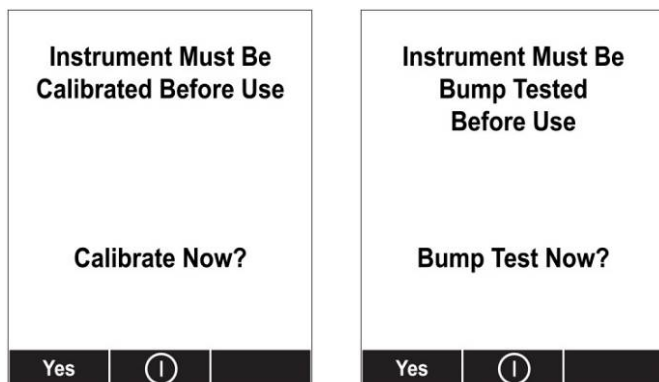 Instrument Must Be
Calibrated Before Use
Calibrate Now?
Yes
Instrument Must Be
Bump Tested
Before Use
Bump Test Now?
Yes